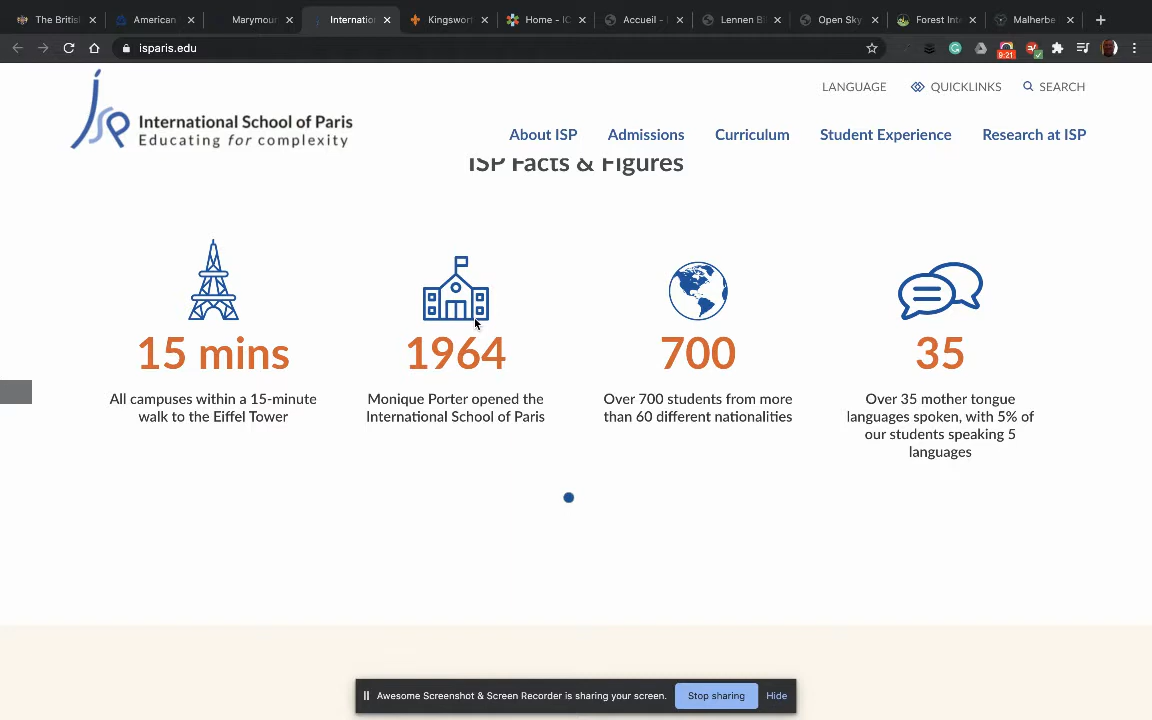 The Britis
American
Marymour
Internatio
Kingswor
Home - IC
Accueil -
Lennen Bi
Open Sky
Forest Int
Malherbe
isparis.edu
9:21
LANGUAGE
QUICKLINKS
SEARCH
isp
International School of Paris
Educating for complexity
About ISP
Admissions
Curriculum
Student Experience
Research at ISP
ISP Facts & Figures
15 mins
All campuses within a 15-minute
walk to the Eiffel Tower
1964
Monique Porter opened the
International School of Paris
700
Over 700 students from more
than 60 different nationalities
35
Over 35 mother tongue
languages spoken, with 5% of
our students speaking 5
languages
Awesome Screenshot & Screen Recorder is sharing your screen.
Stop sharing
Hide